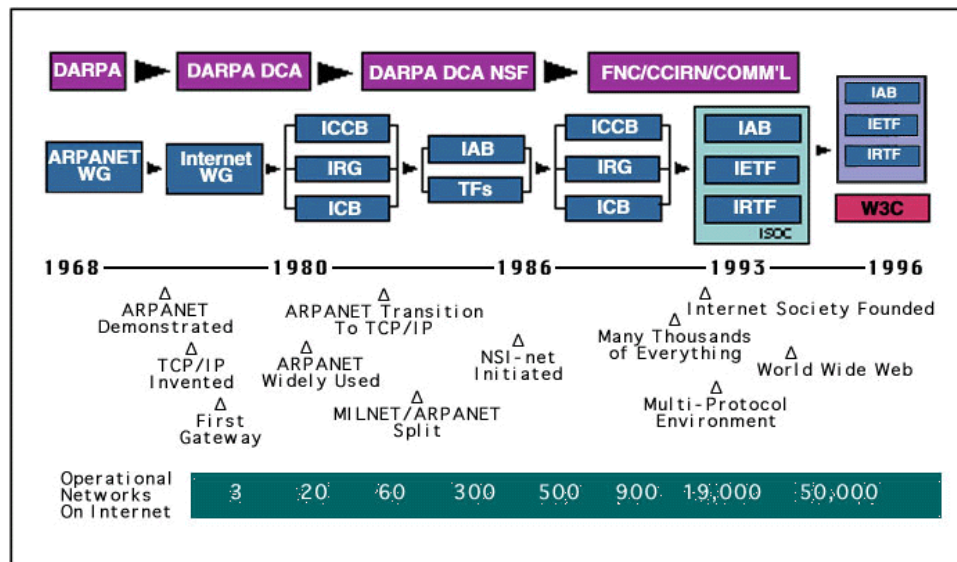 DARPA
DARPA DCA
DARPA DCA NSF
FNC/CCIRN/COMM'L
ARPANET
WG
Internet
WG
ICCB
IRG
ICB
IAB
TFs
ICCB
IRG
ICB
IAB
IETF
IRTF
ISOC
IAB
IETF
IRTF
W3C
1968
1980
1986
1993
1996
ARPANET
Demonstrated
TCP/IP
Invented
First
Gateway
ARPANET Transition
To TCP/IP
ARPANET
Widely Used
MILNET/ARPANET
Split
NSI-net
Initiated
Internet Society Founded
Many Thousands
of Everything
World Wide Web
Multi-Protocol
Environment
Operational
Networks
On Internet
3 20 60 300 500 900 19,000 50,000